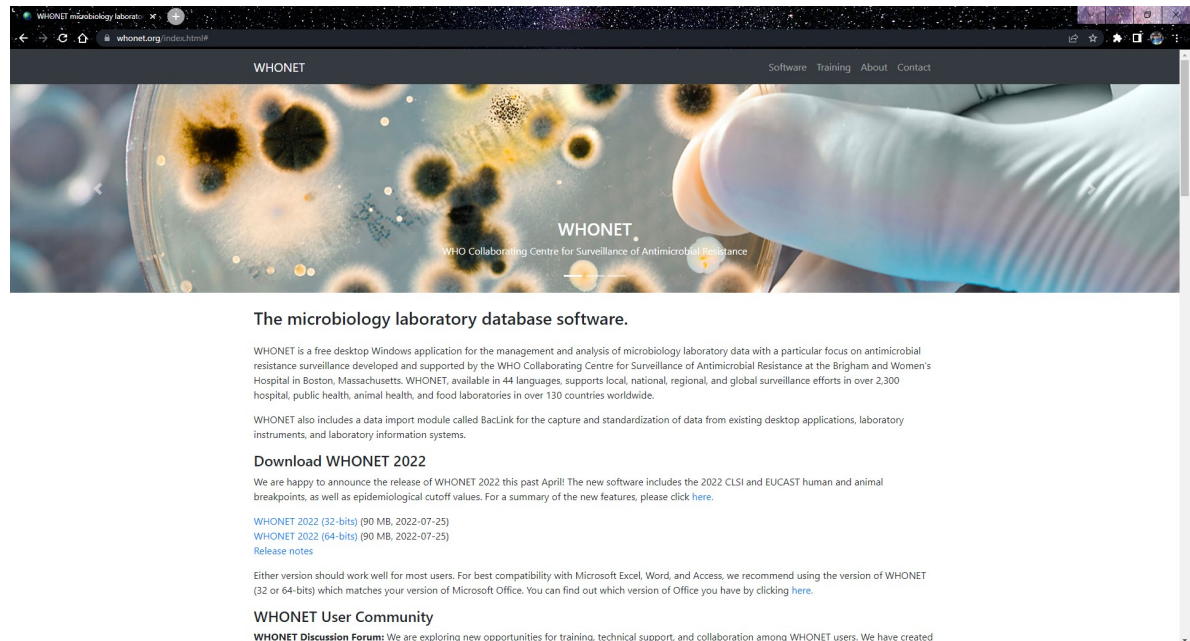 WHONET microbiology laborato
whonet.org/index.html#
WHONET
Software Training About Contact
WHONET
WHO Collaborating Centre for Surveillance of Antimicrobial Resistance
The microbiology laboratory database software.
WHONET is a free desktop Windows application for the management and analysis of microbiology laboratory data with a particular focus on antimicrobial
resistance surveillance developed and supported by the WHO Collaborating Centre for Surveillance of Antimicrobial Resistance at the Brigham and Women's
Hospital in Boston, Massachusetts. WHONET, available in 44 languages, supports local, national, regional, and global surveillance efforts in over 2,300
hospital, public health, animal health, and food laboratories in over 130 countries worldwide.
WHONET also includes a data import module called BacLink for the capture and standardization of data from existing desktop applications, laboratory
instruments, and laboratory information systems.
Download WHONET 2022
We are happy to announce the release of WHONET 2022 this past April! The new software includes the 2022 CLSI and EUCAST human and animal
breakpoints, as well as epidemiological cutoff values. For a summary of the new features, please click here.
WHONET 2022 (32-bits) (90 MB, 2022-07-25)
WHONET 2022 (64-bits) (90 MB, 2022-07-25)
Release notes
Either version should work well for most users. For best compatibility with Microsoft Excel, Word, and Access, we recommend using the version of WHONET
(32 or 64-bits) which matches your version of Microsoft Office. You can find out which version of Office you have by clicking here.
WHONET User Community
WHONET Discussion Forum: We are exploring new opportunities for training, technical support, and collaboration among WHONET users. We have created